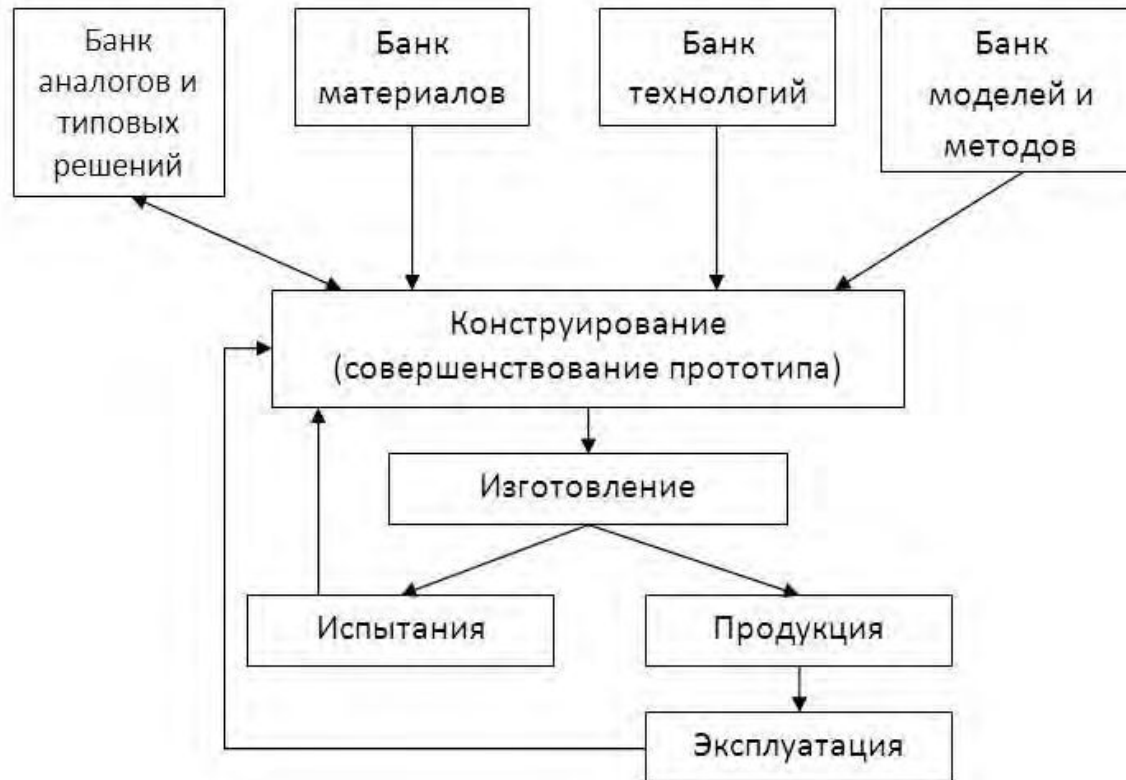 Банк
аналогов и
типовых
решений
Банк
материалов
Банк
технологий
Банк
моделей и
методов
Конструирование
(совершенствование прототипа)
Изготовление
Испытания
Продукция
Эксплуатация